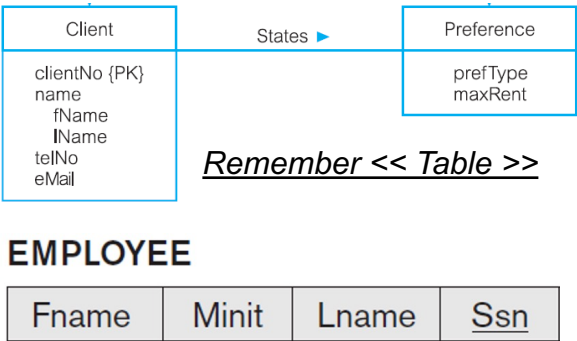 Client
States ►
Preference
clientNo {PK}
name
fName
lName
telNo
eMail
prefType
maxRent
Remember << Table >>
EMPLOYEE
Fname Minit Lname Ssn